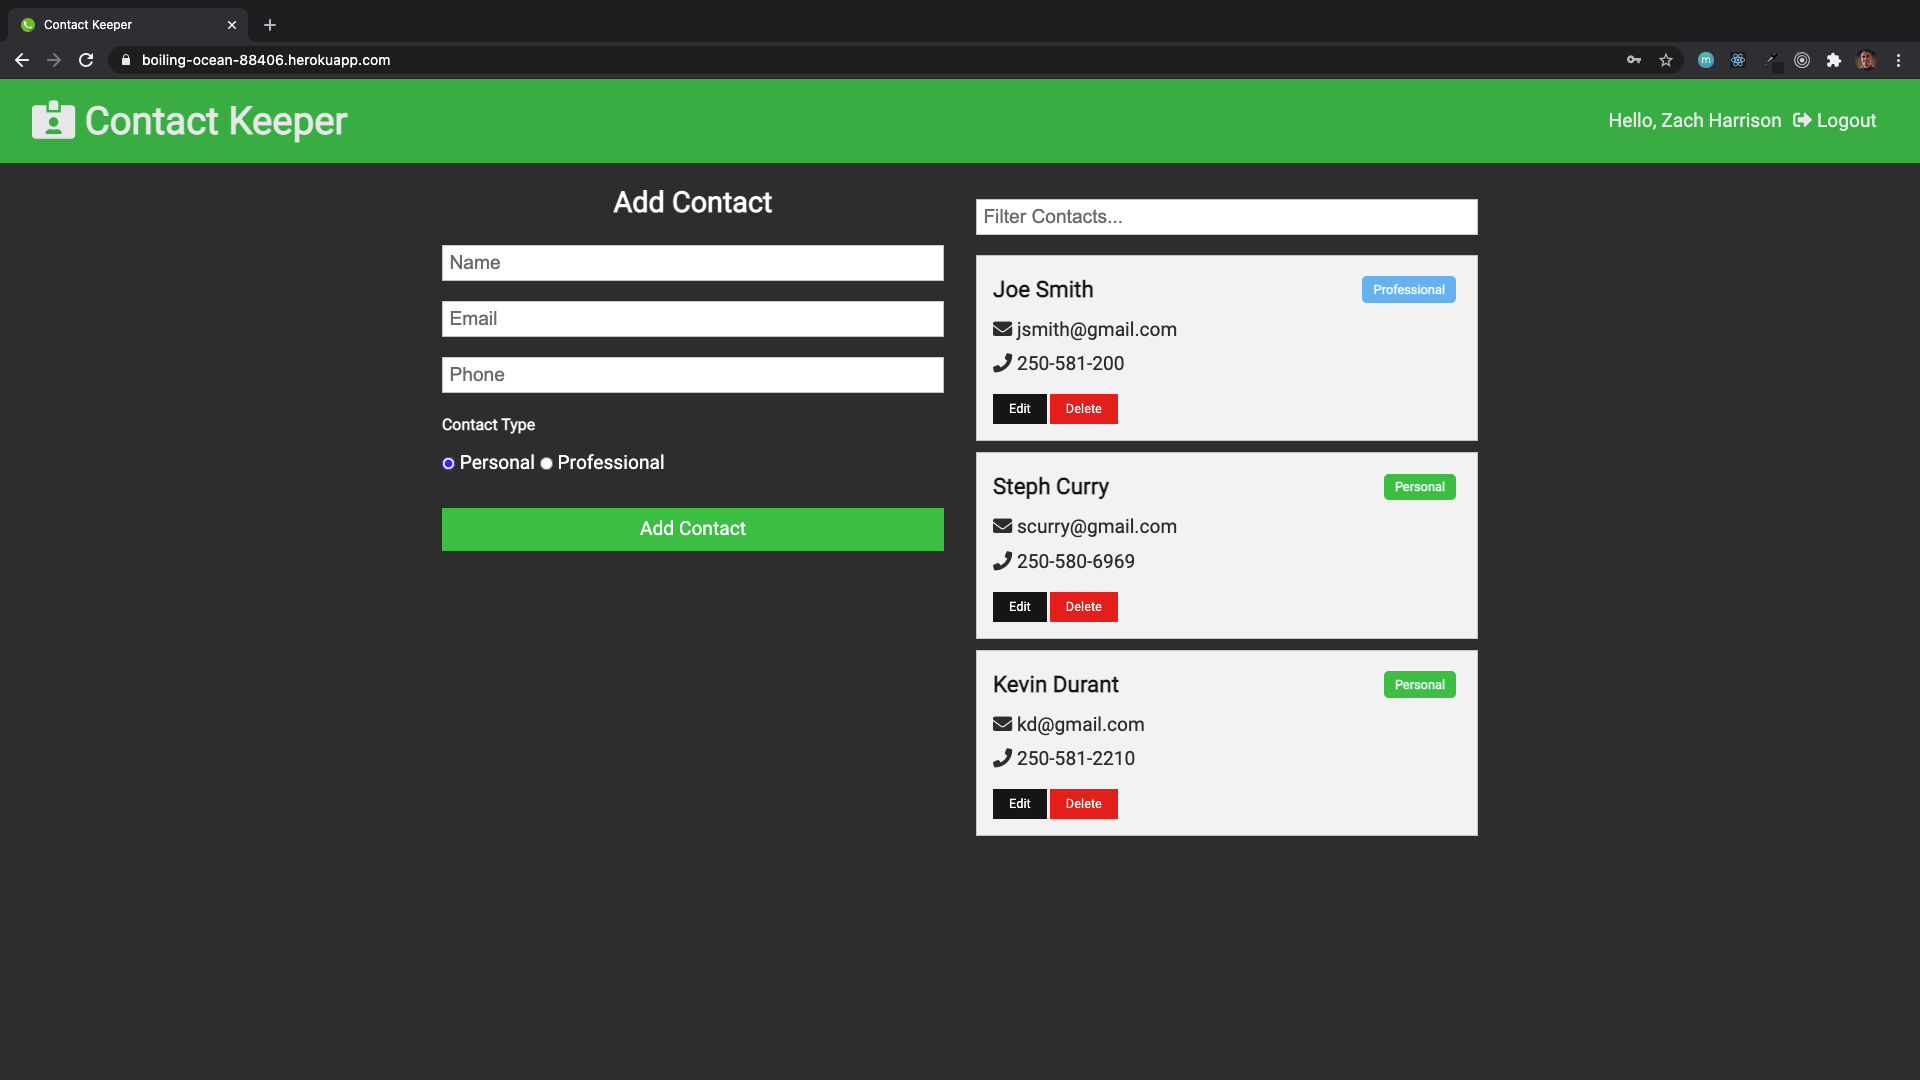 Contact Keeper
boiling-ocean-88406.herokuapp.com
m
Contact Keeper
Hello, Zach Harrison Logout
Add Contact
Name
Email
Phone
Contact Type
Personal Professional
Add Contact
Filter Contacts...
Joe Smith
Professional
jsmith@gmail.com
250-581-200
Edit Delete
Steph Curry
Personal
scurry@gmail.com
250-580-6969
Edit Delete
Kevin Durant
Personal
kd@gmail.com
250-581-2210
Edit Delete